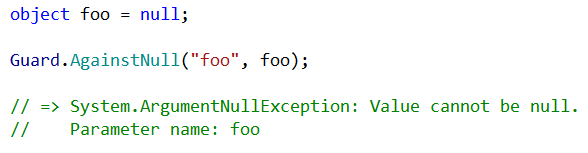 object foo = null;
Guard.AgainstNull("foo", foo);
// => System.ArgumentNullException: Value cannot be null.
//    Parameter name: foo